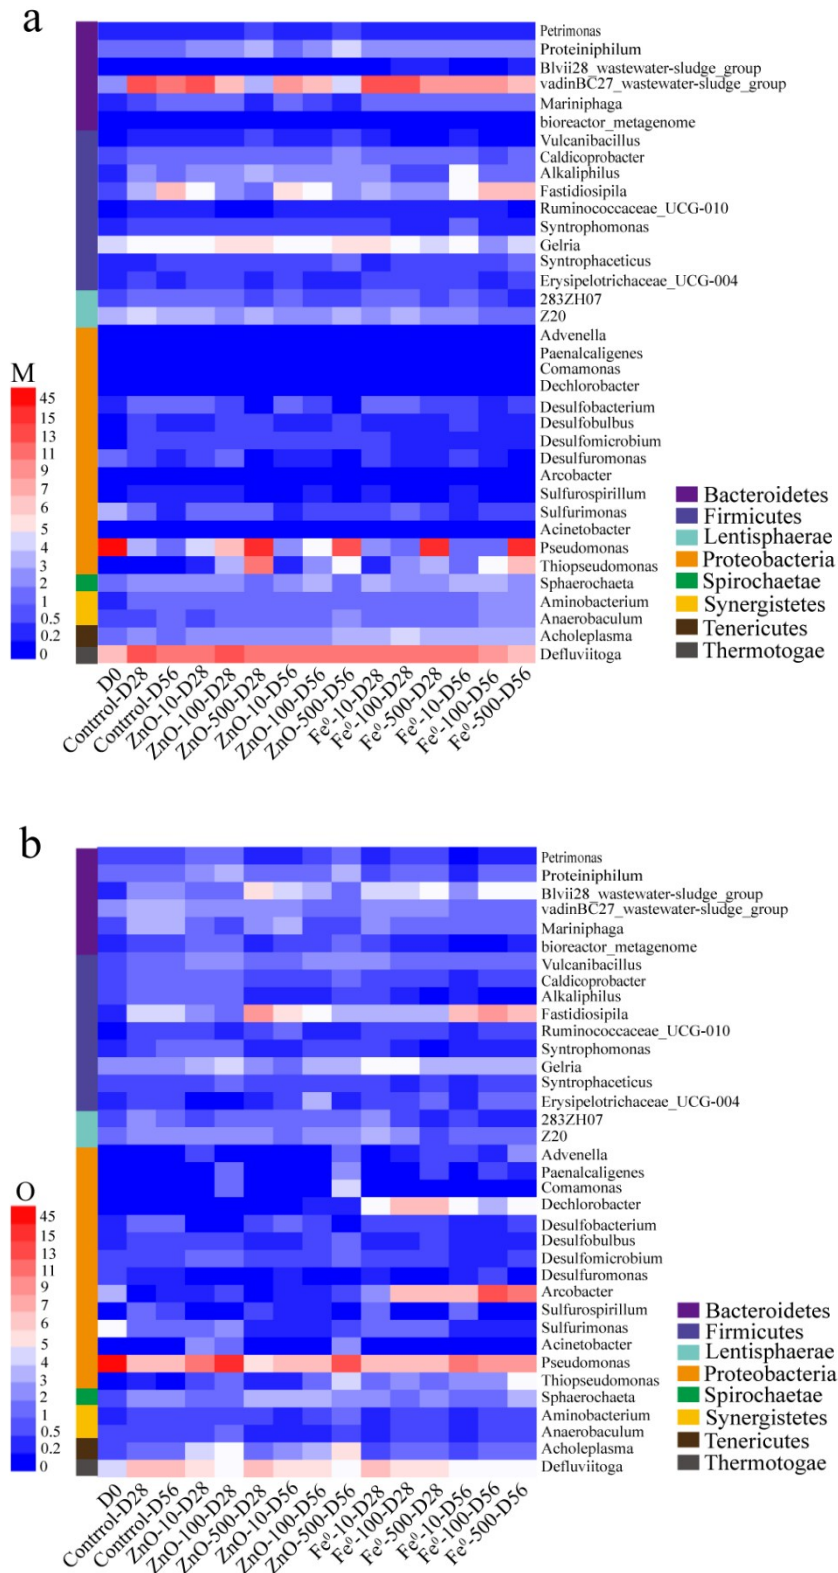 a
Petrimonas
Proteiniphilum
Blvii28_wastewater-sludge_group
vadinBC27_wastewater-sludge_group
Mariniphaga
bioreactor_metagenome
Vulcanibacillus
Caldicoprobacter
Alkaliphilus
Fastidiosipila
Ruminococcaceae_UCG-010
Syntrophomonas
Gelria
Syntrophaceticus
Erysipelotrichaceae_UCG-004
283ZH07
Z20
Advenella
Paenalcaligenes
Comamonas
Dechlorobacter
Desulfobacterium
Desulfobulbus
Desulfomicrobium
Desulfuromonas
Arcobacter
Sulfurospirillum
Sulfurimonas
Acinetobacter
Pseudomonas
Thiopseudomonas
Sphaerochaeta
Aminobacterium
Anaerobaculum
Acholeplasma
Defluviitoga
M
45
15
13
11
9
7
6
5
4
3
2
1
0.5
0.2
0
Bacteroidetes
Firmicutes
Lentisphaerae
Proteobacteria
Spirochaetae
Synergistetes
Tenericutes
Thermotogae
D0
Contrrol-D28
Contrrol-D56
ZnO-10-D28
ZnO-100-D28
ZnO-500-D28
ZnO-10-D56
ZnO-100-D56
ZnO-500-D56
Fe⁰-10-D28
Fe⁰-100-D28
Fe⁰-500-D28
Fe⁰-10-D56
Fe⁰-100-D56
Fe⁰-500-D56
b
Petrimonas
Proteiniphilum
Blvii28_wastewater-sludge_group
vadinBC27_wastewater-sludge_group
Mariniphaga
bioreactor_metagenome
Vulcanibacillus
Caldicoprobacter
Alkaliphilus
Fastidiosipila
Ruminococcaceae_UCG-010
Syntrophomonas
Gelria
Syntrophaceticus
Erysipelotrichaceae_UCG-004
283ZH07
Z20
Advenella
Paenalcaligenes
Comamonas
Dechlorobacter
Desulfobacterium
Desulfobulbus
Desulfomicrobium
Desulfuromonas
Arcobacter
Sulfurospirillum
Sulfurimonas
Acinetobacter
Pseudomonas
Thiopseudomonas
Sphaerochaeta
Aminobacterium
Anaerobaculum
Acholeplasma
Defluviitoga
O
45
15
13
11
9
7
6
5
4
3
2
1
0.5
0.2
0
Bacteroidetes
Firmicutes
Lentisphaerae
Proteobacteria
Spirochaetae
Synergistetes
Tenericutes
Thermotogae
D0
Contrrol-D28
Contrrol-D56
ZnO-10-D28
ZnO-100-D28
ZnO-500-D28
ZnO-10-D56
ZnO-100-D56
ZnO-500-D56
Fe⁰-10-D28
Fe⁰-100-D28
Fe⁰-500-D28
Fe⁰-10-D56
Fe⁰-100-D56
Fe⁰-500-D56